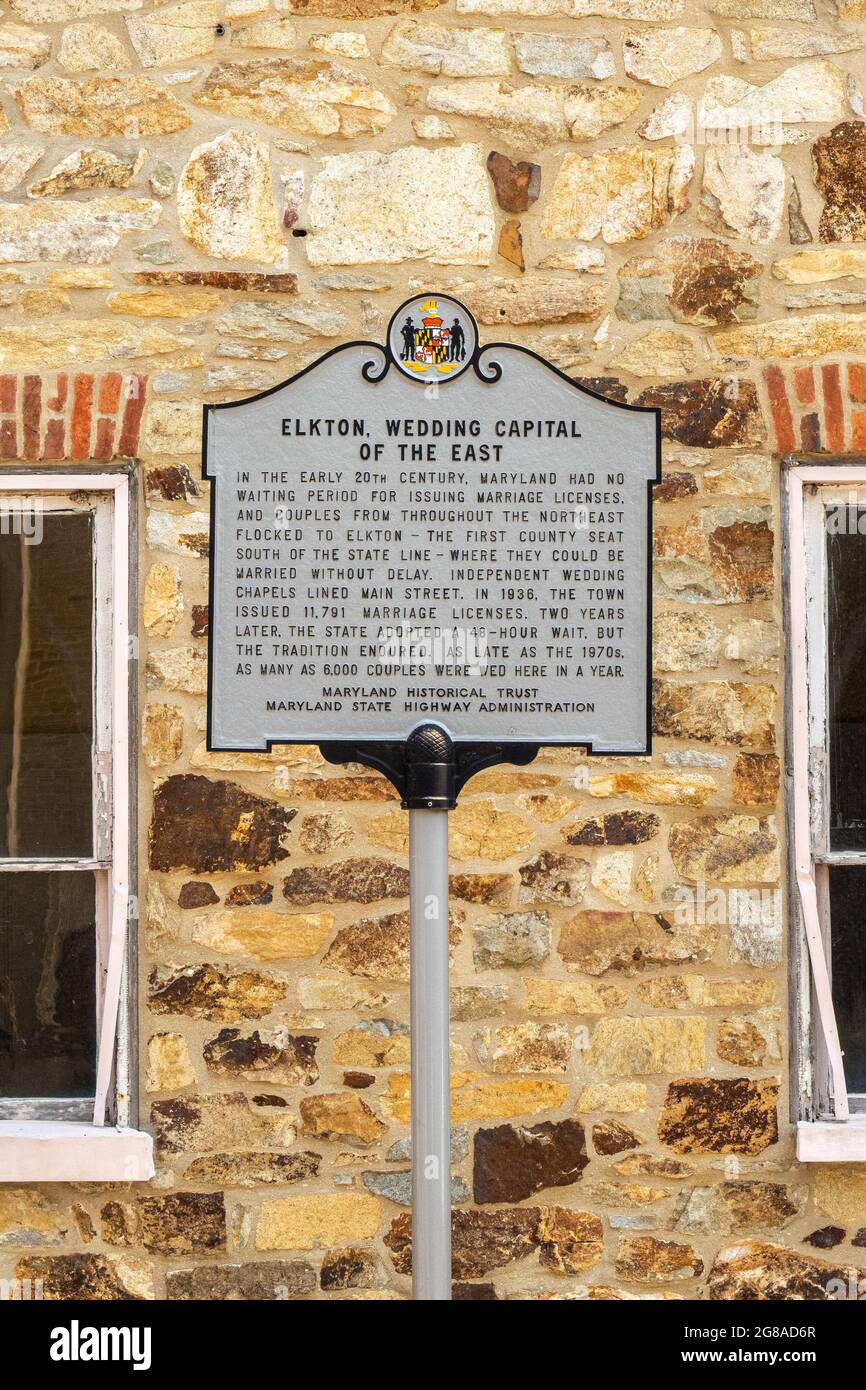 ELKTON, WEDDING CAPITAL
OF THE EAST
IN THE EARLY 20TH CENTURY, MARYLAND HAD NO
WAITING PERIOD FOR ISSUING MARRIAGE LICENSES,
AND COUPLES FROM THROUGHOUT THE NORTHEAST
FLOCKED TO ELKTON – THE FIRST COUNTY SEAT
SOUTH OF THE STATE LINE – WHERE THEY COULD BE
MARRIED WITHOUT DELAY. INDEPENDENT WEDDING
CHAPELS LINED MAIN STREET. IN 1936, THE TOWN
ISSUED 11,791 MARRIAGE LICENSES. TWO YEARS
LATER, THE STATE ADOPTED A 48-HOUR WAIT, BUT
THE TRADITION ENDURED. AS LATE AS THE 1970s,
AS MANY AS 6,000 COUPLES WERE WED HERE IN A YEAR.
MARYLAND HISTORICAL TRUST
MARYLAND STATE HIGHWAY ADMINISTRATION
alamy
Image ID: 2G8AD6R
www.alamy.com